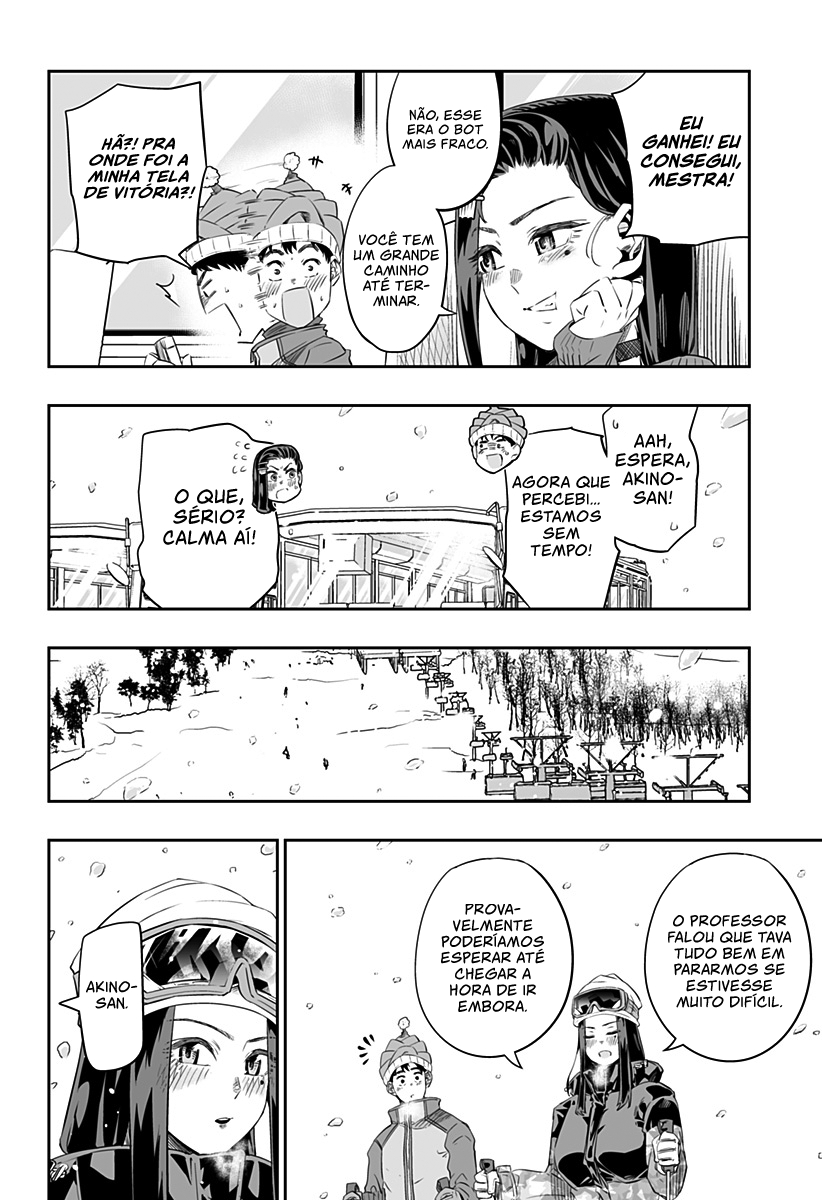 EU
GANHEI! EU
CONSEGUI,
MESTRA!
NÃO, ESSE
ERA O BOT
MAIS FRACO.
VOCÊ TEM
UM GRANDE
CAMINHO
ATÉ TER-
MINAR.
HÃ?! PRA
ONDE FOI A
MINHA TELA
DE VITÓRIA?!
AAH,
ESPERA,
AKINO-
SAN!
AGORA QUE
PERCEBI...
ESTAMOS
SEM
TEMPO!
O QUE,
SÉRIO?
CALMA AÍ!
O PROFESSOR
FALOU QUE TAVA
TUDO BEM EM
PARARMOS SE
ESTIVESSE
MUITO DIFÍCIL.
PROVA-
VELMENTE
PODERÍAMOS
ESPERAR ATÉ
CHEGAR A
HORA DE IR
EMBORA.
AKINO-
SAN.